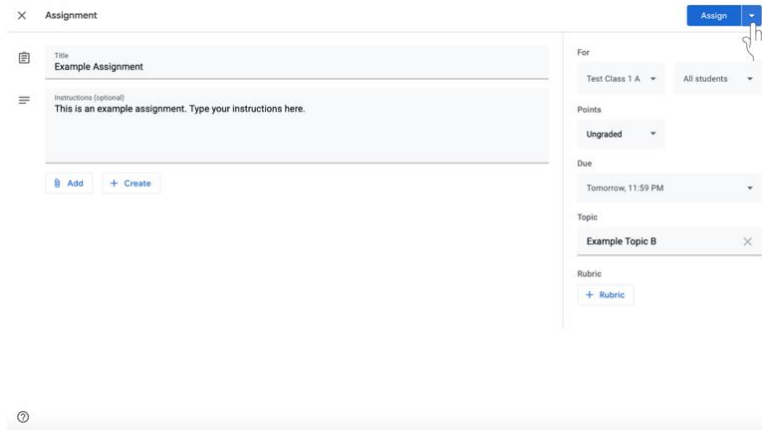 Assignment
Assign
Title
Example Assignment
Instructions (optional)
This is an example assignment. Type your instructions here.
Add
+ Create
For
Test Class 1 A
All students
Points
Ungraded
Due
Tomorrow, 11:59 PM
Topic
Example Topic B
Rubric
+ Rubric